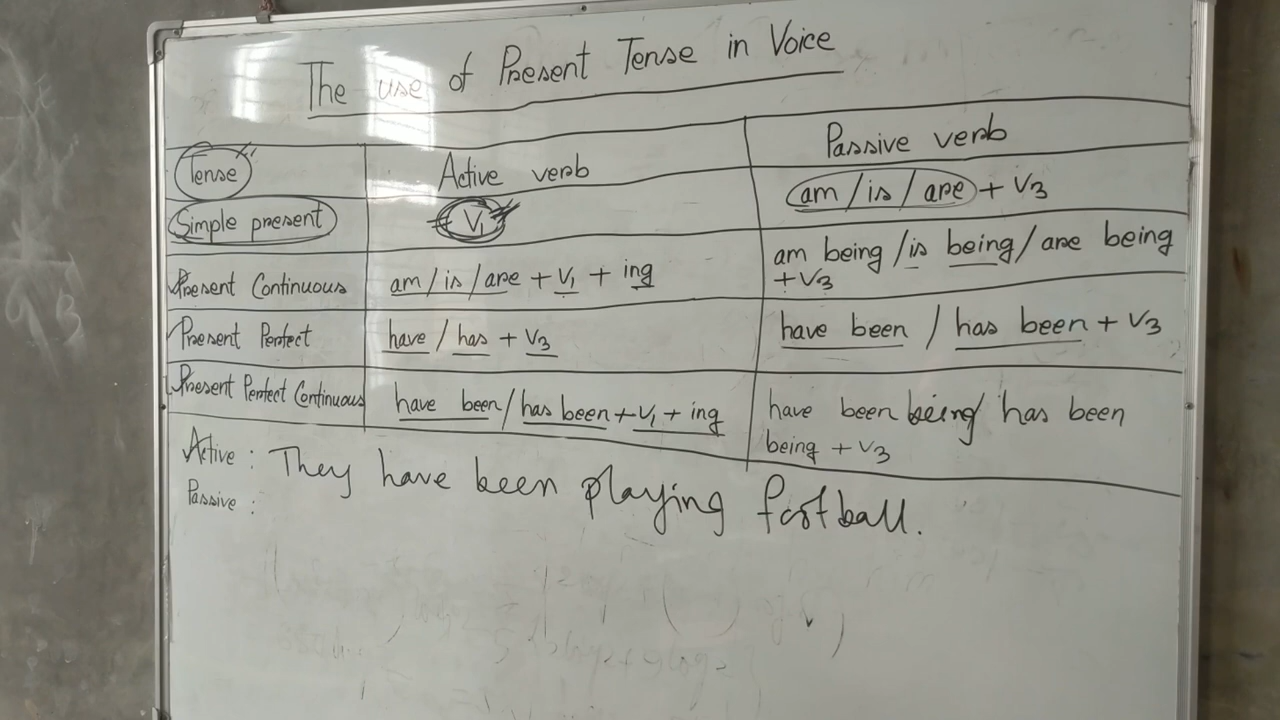 The use of Present Tense in Voice
Tense Active verb Passive verb
Simple present V1 am / is / are + V3
Present Continuous am / is / are + V1 + ing am being / is being / are being
+ V3
Present Perfect have / has + V3 have been / has been + V3
Present Perfect Continuous have been / has been + V1 + ing have been being / has been
being + V3
Active : They have been playing football.
Passive :